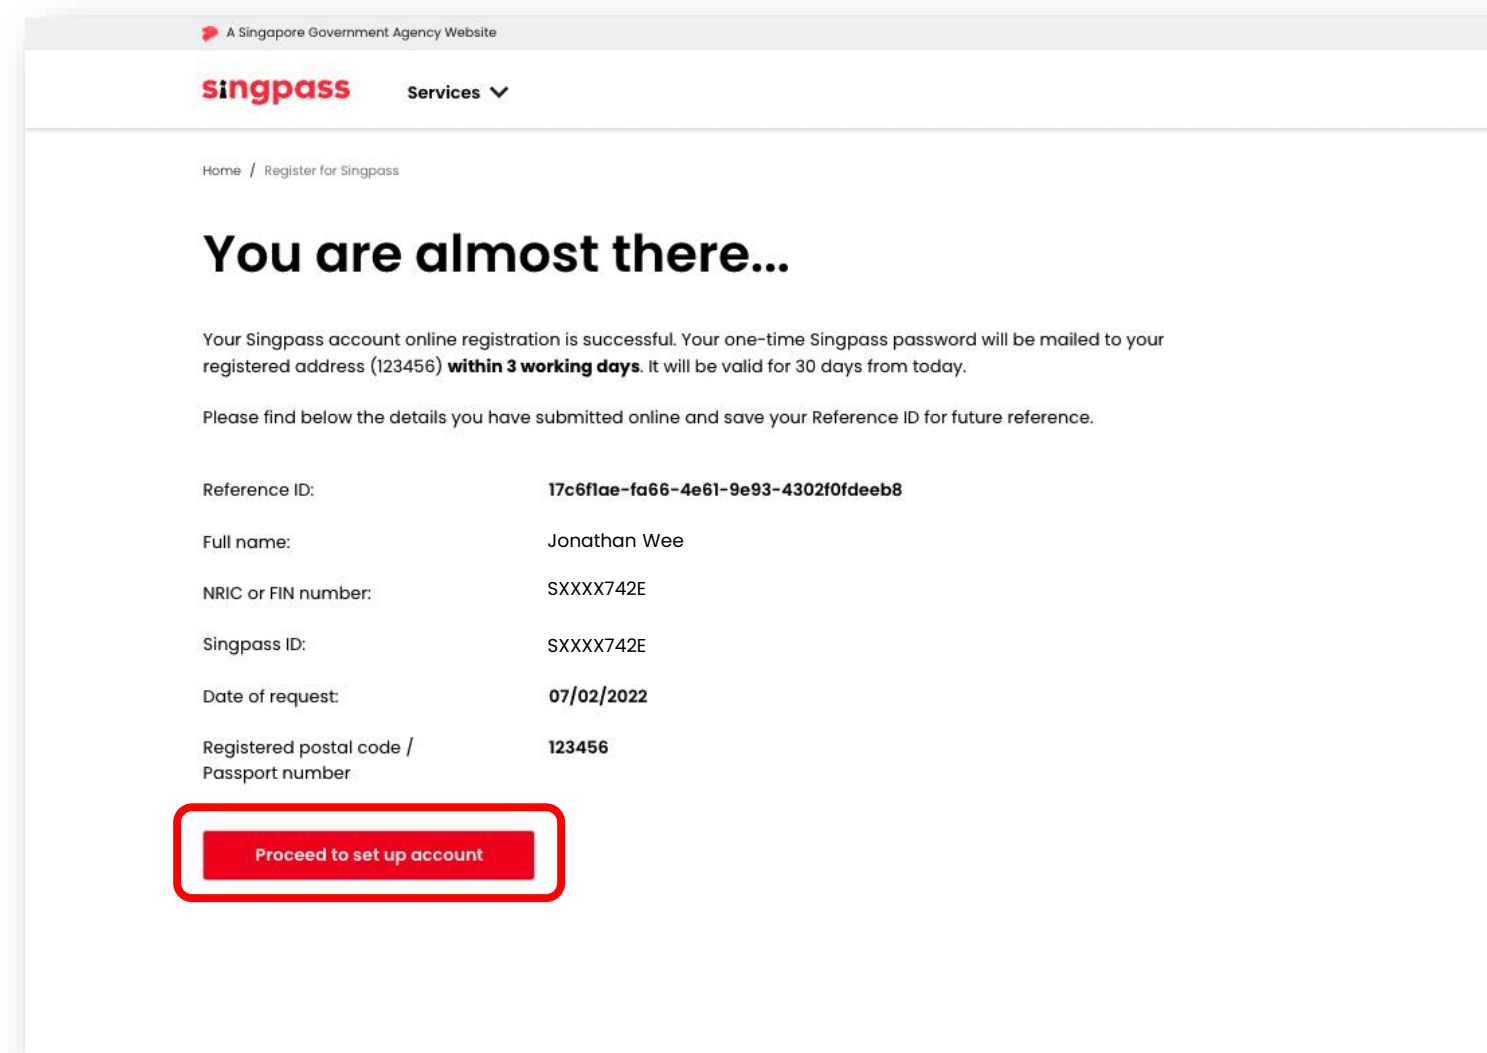 A Singapore Government Agency Website
singpass
Services
Home / Register for Singpass
You are almost there...
Your Singpass account online registration is successful. Your one-time Singpass password will be mailed to your
registered address (123456) within 3 working days. It will be valid for 30 days from today.
Please find below the details you have submitted online and save your Reference ID for future reference.
Reference ID: 17c6f1ae-fa66-4e61-9e93-4302f0fdeeb8
Full name: Jonathan Wee
NRIC or FIN number: SXXXX742E
Singpass ID: SXXXX742E
Date of request: 07/02/2022
Registered postal code / 123456
Passport number
Proceed to set up account